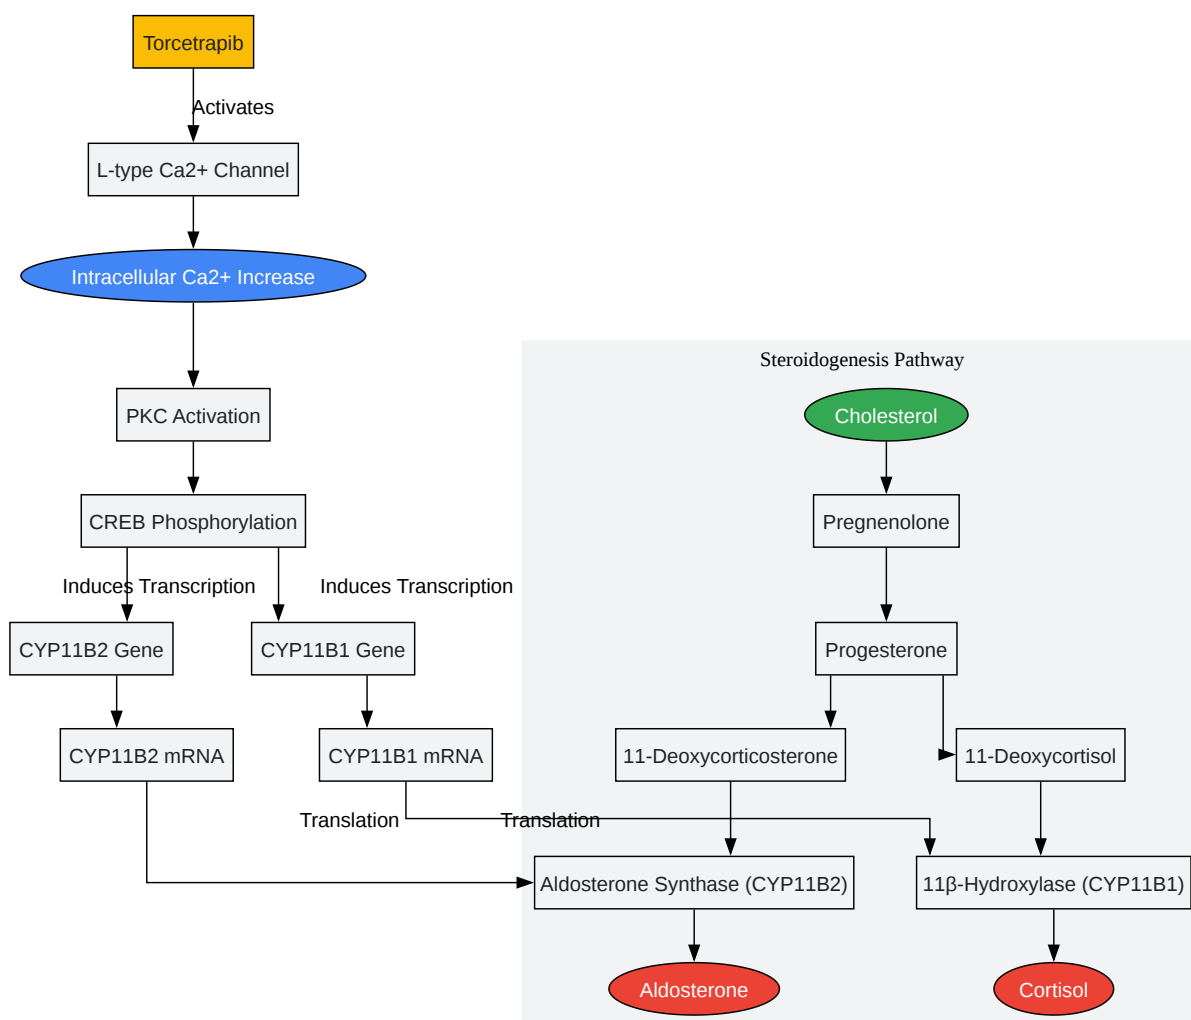 Torcetrapib
Activates
L-type Ca2+ Channel
Intracellular Ca2+ Increase
Steroidogenesis Pathway
Cholesterol
PKC Activation
CREB Phosphorylation
Pregnenolone
Induces Transcription
Induces Transcription
CYP11B2 Gene
CYP11B1 Gene
Progesterone
CYP11B2 mRNA
CYP11B1 mRNA
11-Deoxycorticosterone
11-Deoxycortisol
Translation
Translation
Aldosterone Synthase (CYP11B2)
11β-Hydroxylase (CYP11B1)
Aldosterone
Cortisol